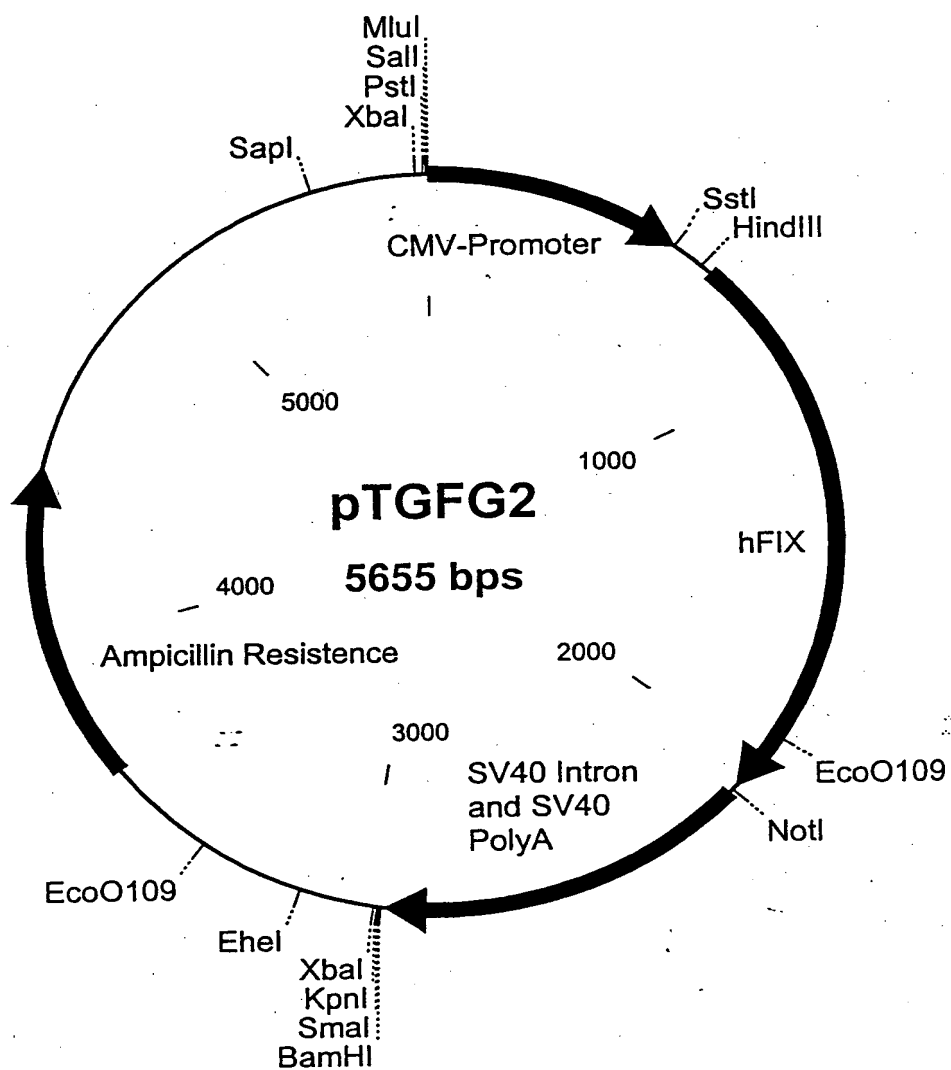 MluI
SalI
PstI
XbaI
SapI
SstI
HindIII
CMV-Promoter
5000
1000
pTGFG2
5655 bps
hFIX
4000
Ampicillin Resistence
2000
3000
SV40 Intron
and SV40
PolyA
EcoO109
NotI
EcoO109
EheI
XbaI
KpnI
SmaI
BamHI